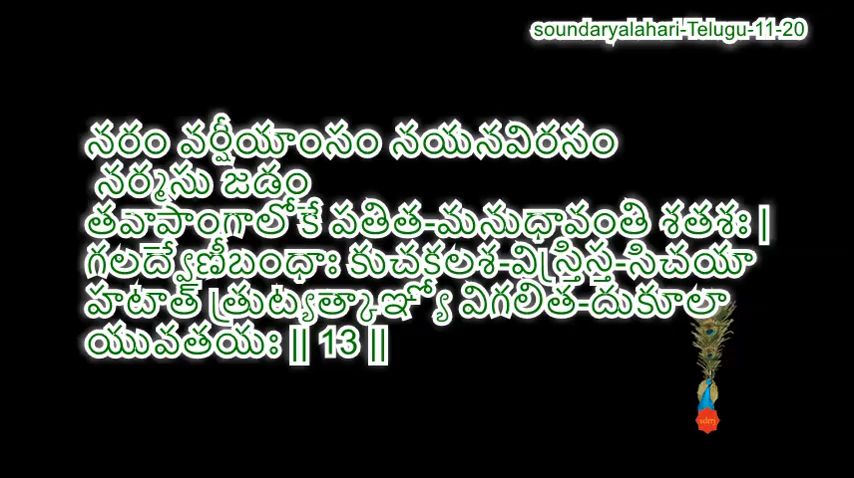 soundaryalahari-Telugu-11-20
నరం వర్షీయాంసం నయనవిరసం
నర్మసు జడం
తవాపాంగాలోకే పతిత-మనుధావంతి శతశః |
గలద్వేణీబంధాః కుచకలశ-విస్త్రిస్త-సిచయా
హటాత్ త్రుట్యత్కాఞ్యో విగలిత-దుకూలా
యువతయః || 13 ||